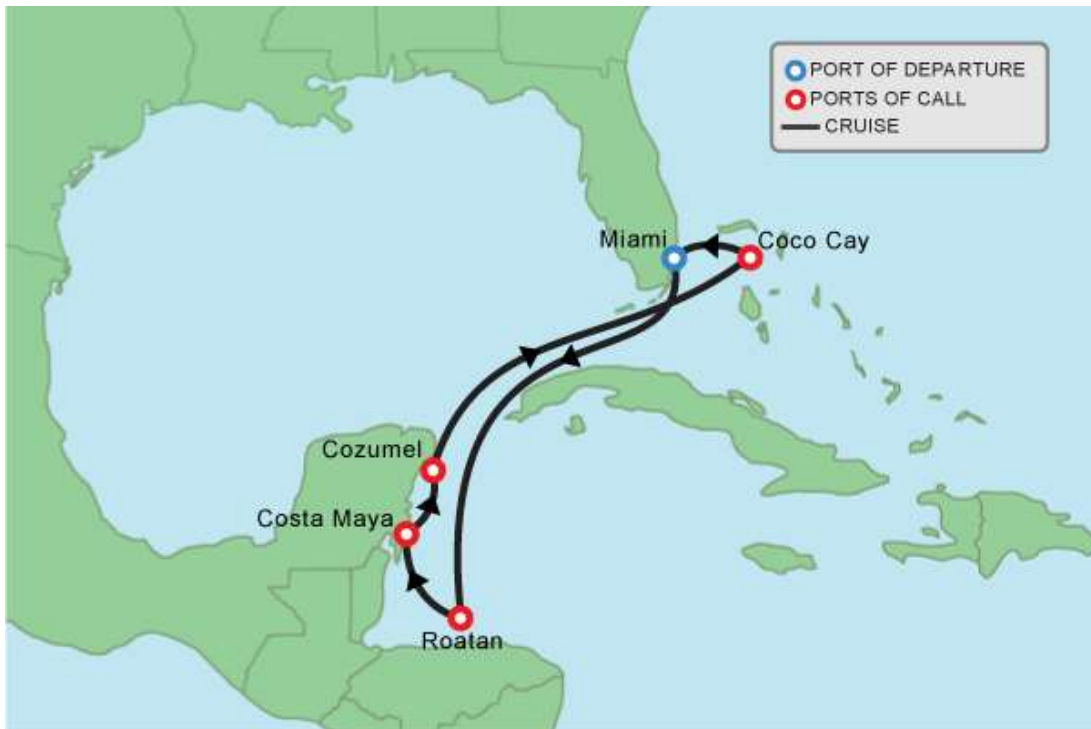 PORT OF DEPARTURE
PORTS OF CALL
CRUISE
Miami
Coco Cay
Cozumel
Costa Maya
Roatan